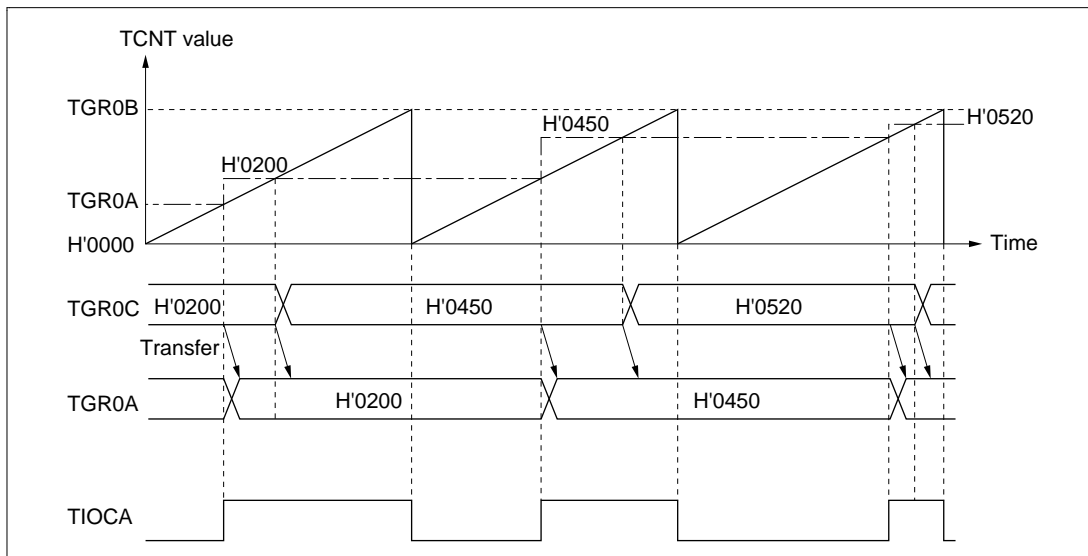 TCNT value
TGR0B
H'0520
H'0450
H'0200
TGR0A
H'0000
Time
TGR0C
H'0200
H'0450
H'0520
Transfer
TGR0A
H'0200
H'0450
TIOCA